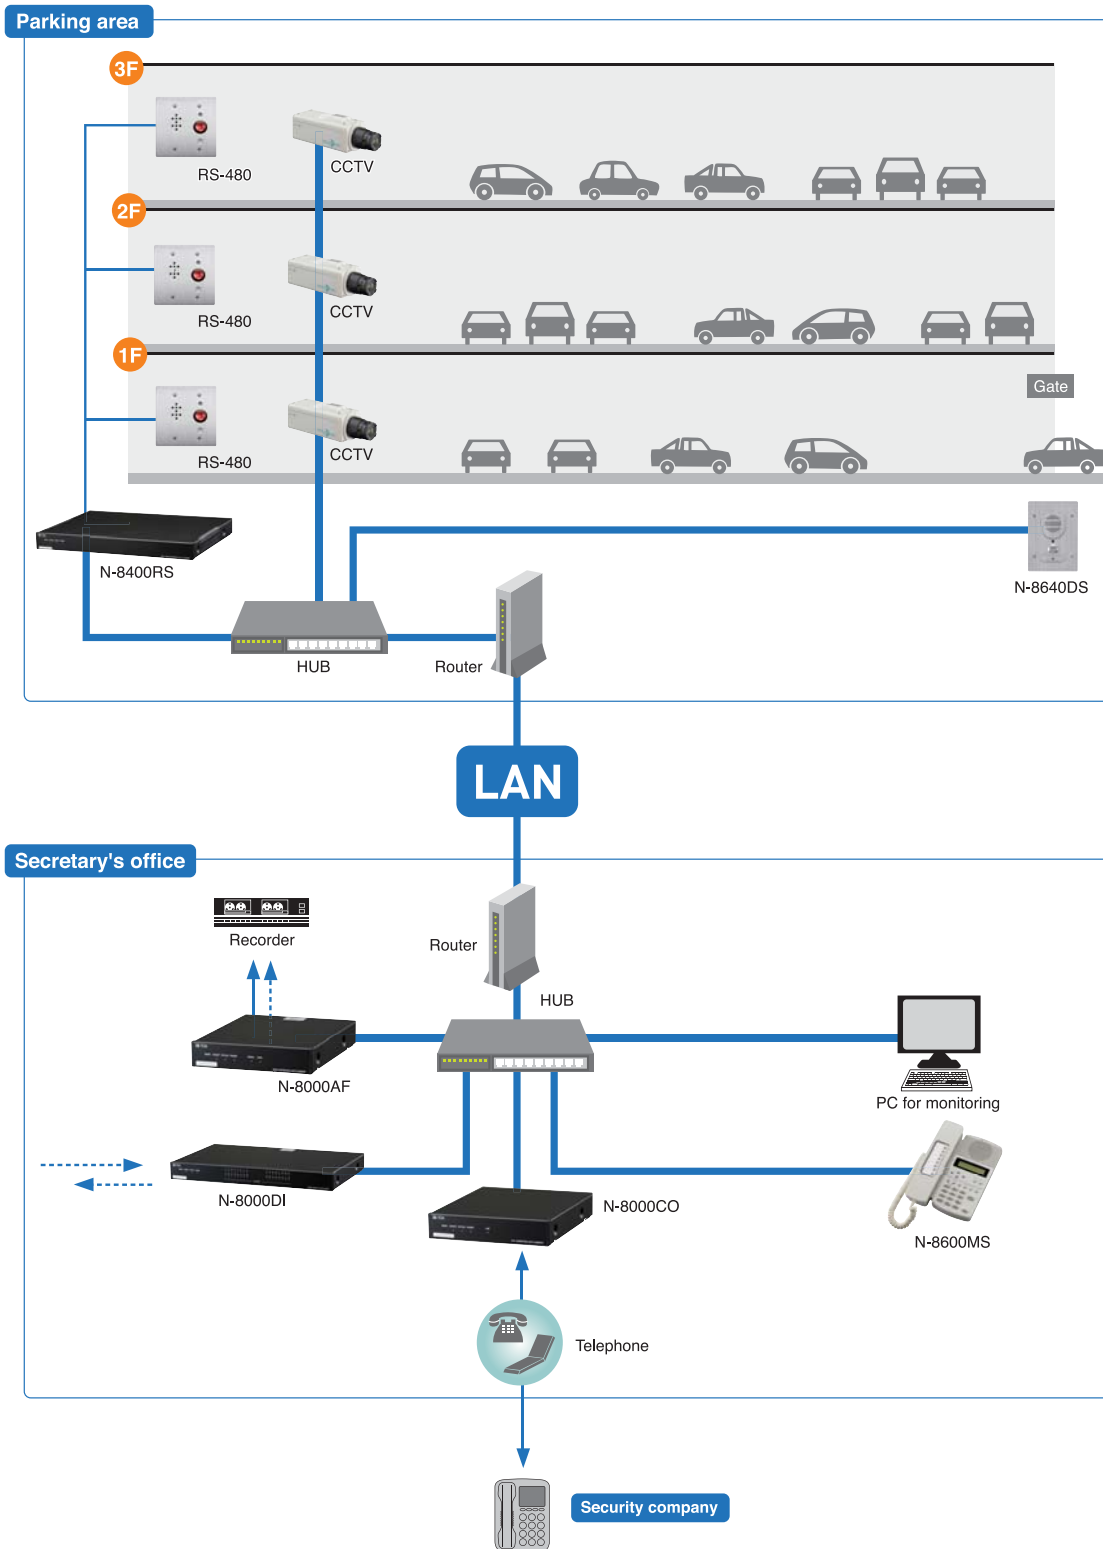 Parking area
3F
RS-480
CCTV
2F
RS-480
CCTV
1F
Gate
RS-480
CCTV
N-8400RS
N-8640DS
HUB
Router
LAN
Secretary's office
Recorder
Router
HUB
N-8000AF
PC for monitoring
N-8000DI
N-8000CO
N-8600MS
Telephone
Security company